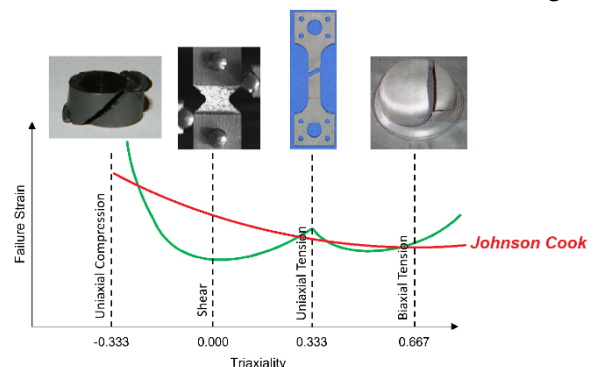 Failure Strain
Uniaxial Compression
Shear
Uniaxial Tension
Biaxial Tension
Johnson Cook
-0.333
0.000
0.333
0.667
Triaxiality